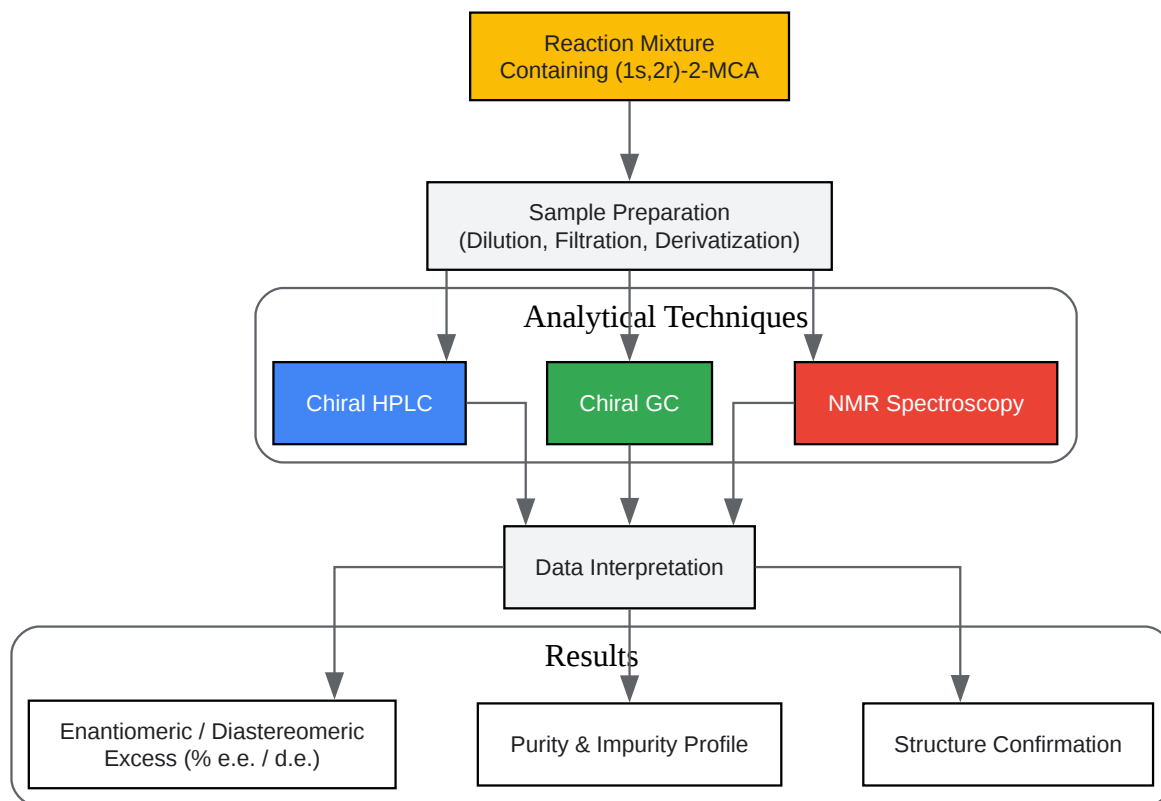 Reaction Mixture
Containing (1s,2r)-2-MCA
Sample Preparation
(Dilution, Filtration, Derivatization)
Analytical Techniques
Chiral HPLC
Chiral GC
NMR Spectroscopy
Data Interpretation
Results
Enantiomeric / Diastereomeric
Excess (% e.e. / d.e.)
Purity & Impurity Profile
Structure Confirmation